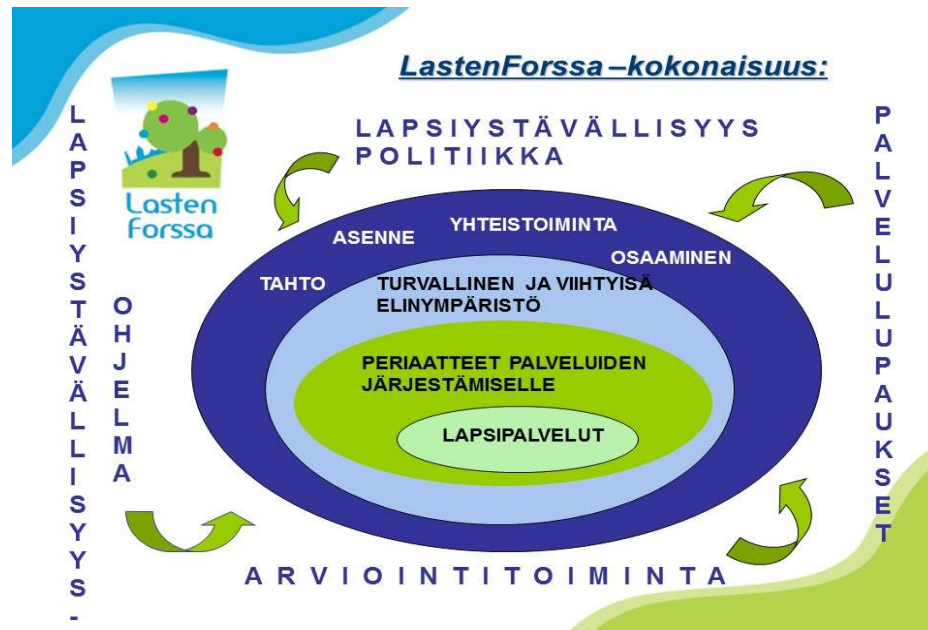 LastenForssa –kokonaisuus:
Lasten
Forssa
LAPSIYSTÄVÄLLISYYS
POLITIIKKA
LAPSIYSTÄVÄLLISYYS-
OHJELMA
PALVELULUPAUKSET
TAHTO
ASENNE
YHTEISTOIMINTA
OSAAMINEN
TURVALLINEN JA VIIHTYISÄ
ELINYMPÄRISTÖ
PERIAATTEET PALVELUIDEN
JÄRJESTÄMISELLE
LAPSIPALVELUT
ARVIOINTITOIMINTA